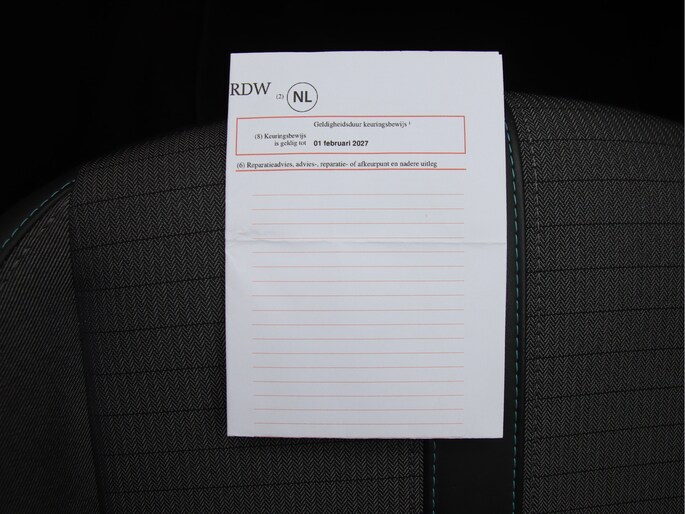 RDW (2) NL
Geldigheidsduur keuringsbewijs ¹
(8) Keuringsbewijs
is geldig tot 01 februari 2027
(6) Reparatieadvies, advies-, reparatie- of afkeurpunt en nadere uitleg